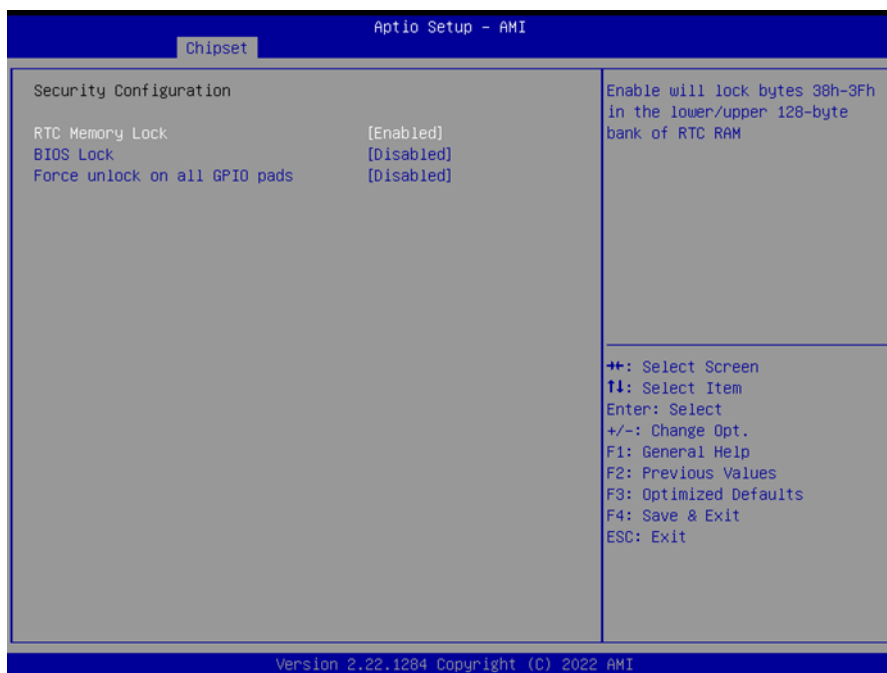 Aptio Setup – AMI
Chipset
Security Configuration
RTC Memory Lock [Enabled]
BIOS Lock [Disabled]
Force unlock on all GPIO pads [Disabled]
Enable will lock bytes 38h-3Fh
in the lower/upper 128-byte
bank of RTC RAM
→←: Select Screen
↑↓: Select Item
Enter: Select
+/-: Change Opt.
F1: General Help
F2: Previous Values
F3: Optimized Defaults
F4: Save & Exit
ESC: Exit
Version 2.22.1284 Copyright (C) 2022 AMI